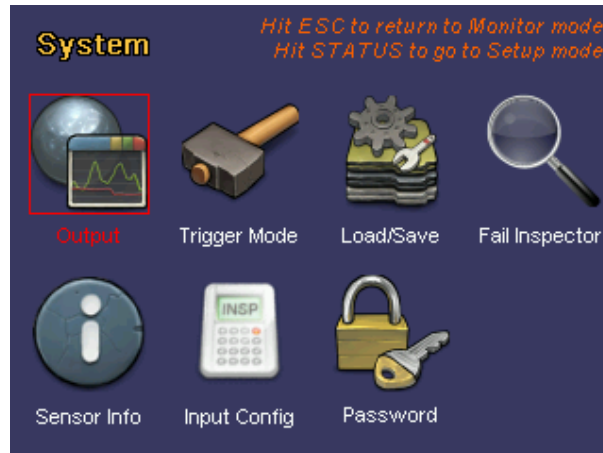 System
Hit ESC to return to Monitor mode
Hit STATUS to go to Setup mode
Output
Trigger Mode
Load/Save
Fail Inspector
INSP
Sensor Info
Input Config
Password